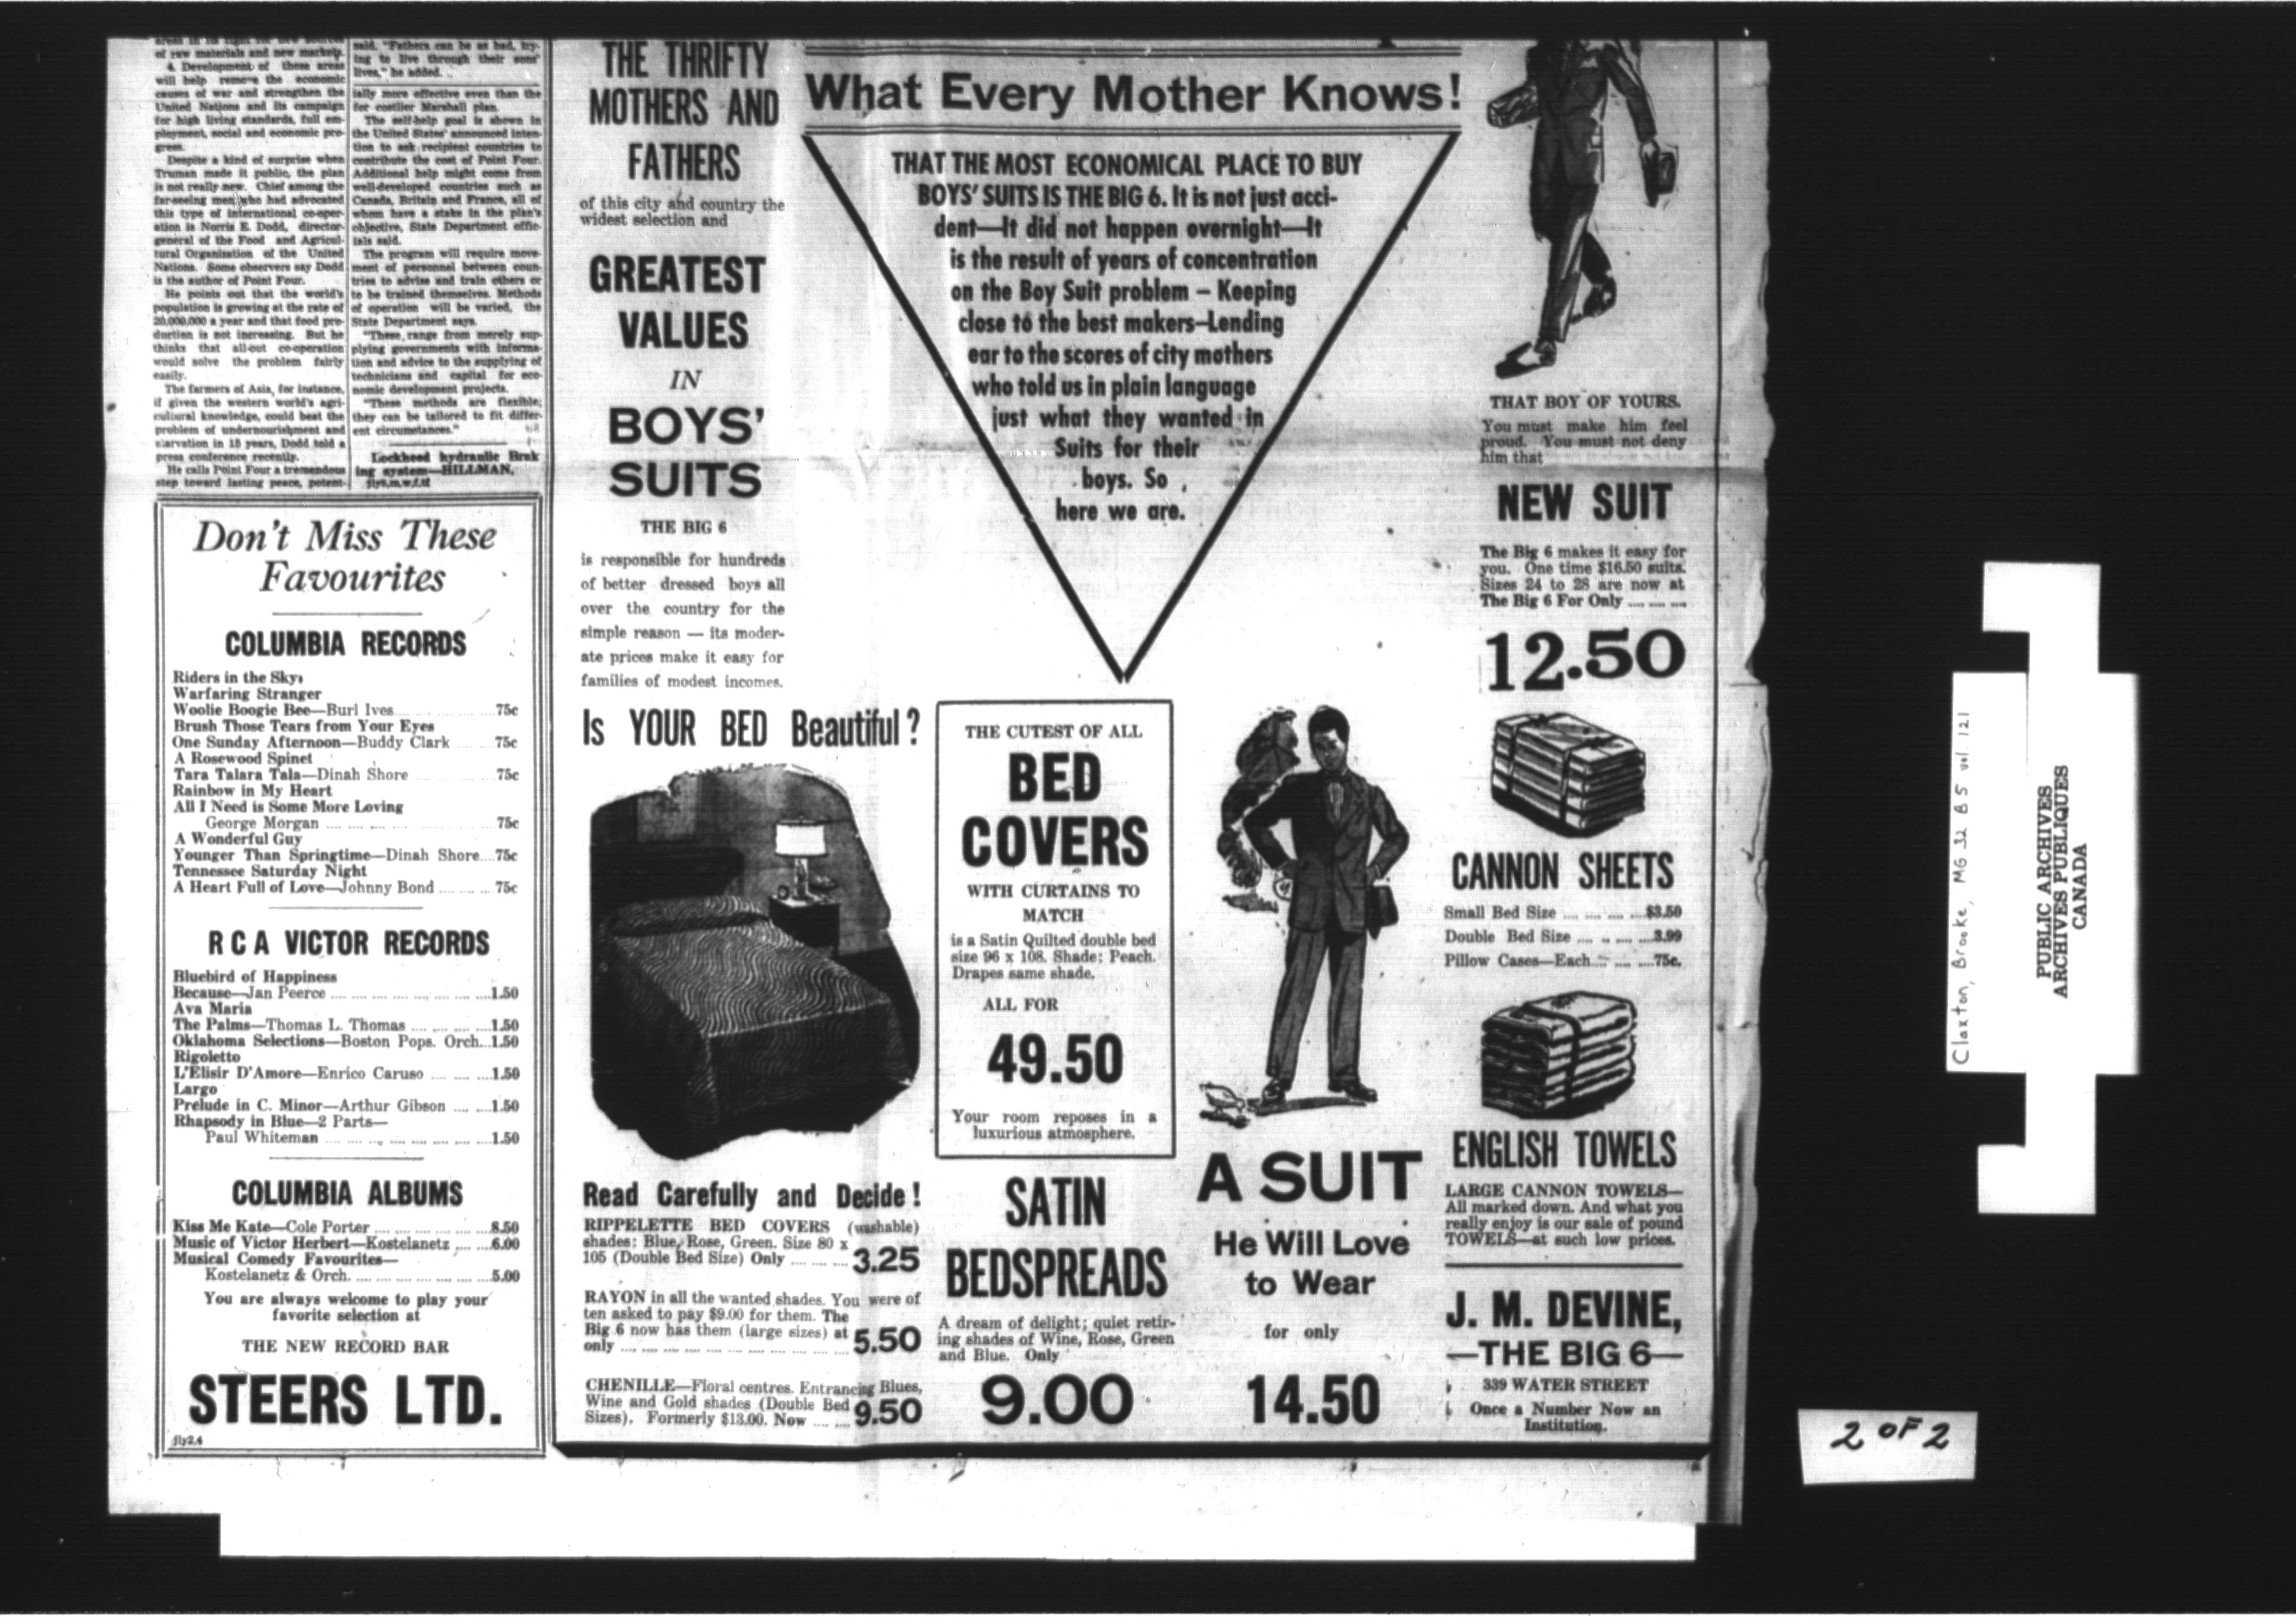 of raw materials and new markets.
4. Development of these areas
will help remove the economic
causes of war and strengthen the
United Nations and its campaign
for high living standards, full em-
ployment, social and economic pro-
gress.
Despite a kind of surprise when
Truman made it public, the plan
is not really new. Chief among the
far-seeing men who had advocated
this type of international co-oper-
ation is Norris E. Dodd, director-
general of the Food and Agricul-
tural Organization of the United
Nations. Some observers say Dodd
is the author of Point Four.
He points out that the world's
population is growing at the rate of
20,000,000 a year and that food pro-
duction is not increasing. But he
thinks that all-out co-operation
would solve the problem fairly
easily.
The farmers of Asia, for instance,
if given the western world's agri-
cultural knowledge, could beat the
problem of undernourishment and
starvation in 18 years, Dodd told a
press conference recently.
He calls Point Four a tremendous
step toward lasting peace, potent-
said. "Fathers can be as bad, try-
ing to live through their sons'
lives," he added.
ially more effective even than the
for costlier Marshall plan.
The self-help goal is shown in
the United States' announced inten-
tion to ask recipient countries to
contribute the cost of Point Four.
Additional help might come from
well-developed countries such as
Canada, Britain and France, all of
whom have a stake in the plan's
objective, State Department offic-
ials said.
The program will require move-
ment of personnel between coun-
tries to advise and train others or
to be trained themselves. Methods
of operation will be varied, the
State Department says.
"These, range from merely sup-
plying governments with informa-
tion and advice to the supplying of
technicians and capital for eco-
nomic development projects.
"These methods are flexible;
they can be tailored to fit differ-
ent circumstances."
Lockheed hydraulic Brak
ing system—HILLMAN.
Don't Miss These
Favourites
COLUMBIA RECORDS
Riders in the Sky
Warfaring Stranger
Woolie Boogie Bee—Burl Ives 75c
Brush Those Tears from Your Eyes
One Sunday Afternoon—Buddy Clark 75c
A Rosewood Spinet
Tara Talara Tala—Dinah Shore 75c
Rainbow in My Heart
All I Need is Some More Loving
George Morgan 75c
A Wonderful Guy
Younger Than Springtime—Dinah Shore 75c
Tennessee Saturday Night
A Heart Full of Love—Johnny Bond 75c
RCA VICTOR RECORDS
Bluebird of Happiness
Because—Jan Peerce 1.50
Ava Maria
The Palms—Thomas L. Thomas 1.50
Oklahoma Selections—Boston Pops. Orch. 1.50
Rigoletto
L'Elisir D'Amore—Enrico Caruso 1.50
Largo
Prelude in C. Minor—Arthur Gibson 1.50
Rhapsody in Blue—2 Parts—
Paul Whiteman 1.50
COLUMBIA ALBUMS
Kiss Me Kate—Cole Porter 8.50
Music of Victor Herbert—Kostelanetz 6.00
Musical Comedy Favourites—
Kostelanetz & Orch. 5.00
You are always welcome to play your
favorite selection at
THE NEW RECORD BAR
STEERS LTD.
jly2,4
THE THRIFTY
MOTHERS AND
FATHERS
of this city and country the
widest selection and
GREATEST
VALUES
IN
BOYS'
SUITS
THE BIG 6
is responsible for hundreds
of better dressed boys all
over the country for the
simple reason — its moder-
ate prices make it easy for
families of modest incomes.
What Every Mother Knows!
THAT THE MOST ECONOMICAL PLACE TO BUY
BOYS' SUITS IS THE BIG 6. It is not just acci-
dent—It did not happen overnight—It
is the result of years of concentration
on the Boy Suit problem – Keeping
close to the best makers—Lending
ear to the scores of city mothers
who told us in plain language
just what they wanted in
Suits for their
boys. So
here we are.
THAT BOY OF YOURS.
You must make him feel
proud. You must not deny
him that
NEW SUIT
The Big 6 makes it easy for
you. One time $16.50 suits.
Sizes 24 to 28 are now at
The Big 6 For Only
12.50
Is YOUR BED Beautiful?
Read Carefully and Decide!
RIPPELETTE BED COVERS (washable)
shades: Blue, Rose, Green. Size 80 x
105 (Double Bed Size) Only 3.25
RAYON in all the wanted shades. You were of
ten asked to pay $9.00 for them. The
Big 6 now has them (large sizes) at
only 5.50
CHENILLE—Floral centres. Entrancing Blues,
Wine and Gold shades (Double Bed
Sizes). Formerly $13.00. Now 9.50
THE CUTEST OF ALL
BED
COVERS
WITH CURTAINS TO
MATCH
is a Satin Quilted double bed
size 96 x 108. Shade: Peach.
Drapes same shade.
ALL FOR
49.50
Your room reposes in a
luxurious atmosphere.
SATIN
BEDSPREADS
A dream of delight; quiet retir-
ing shades of Wine, Rose, Green
and Blue. Only
9.00
A SUIT
He Will Love
to Wear
for only
14.50
CANNON SHEETS
Small Bed Size $3.50
Double Bed Size 3.99
Pillow Cases—Each 75c.
ENGLISH TOWELS
LARGE CANNON TOWELS—
All marked down. And what you
really enjoy is our sale of pound
TOWELS—at such low prices.
J. M. DEVINE,
—THE BIG 6—
339 WATER STREET
Once a Number Now an
Institution.
Claxton, Brooke, MG 32 B5 vol 121
PUBLIC ARCHIVES
ARCHIVES PUBLIQUES
CANADA
2 OF 2